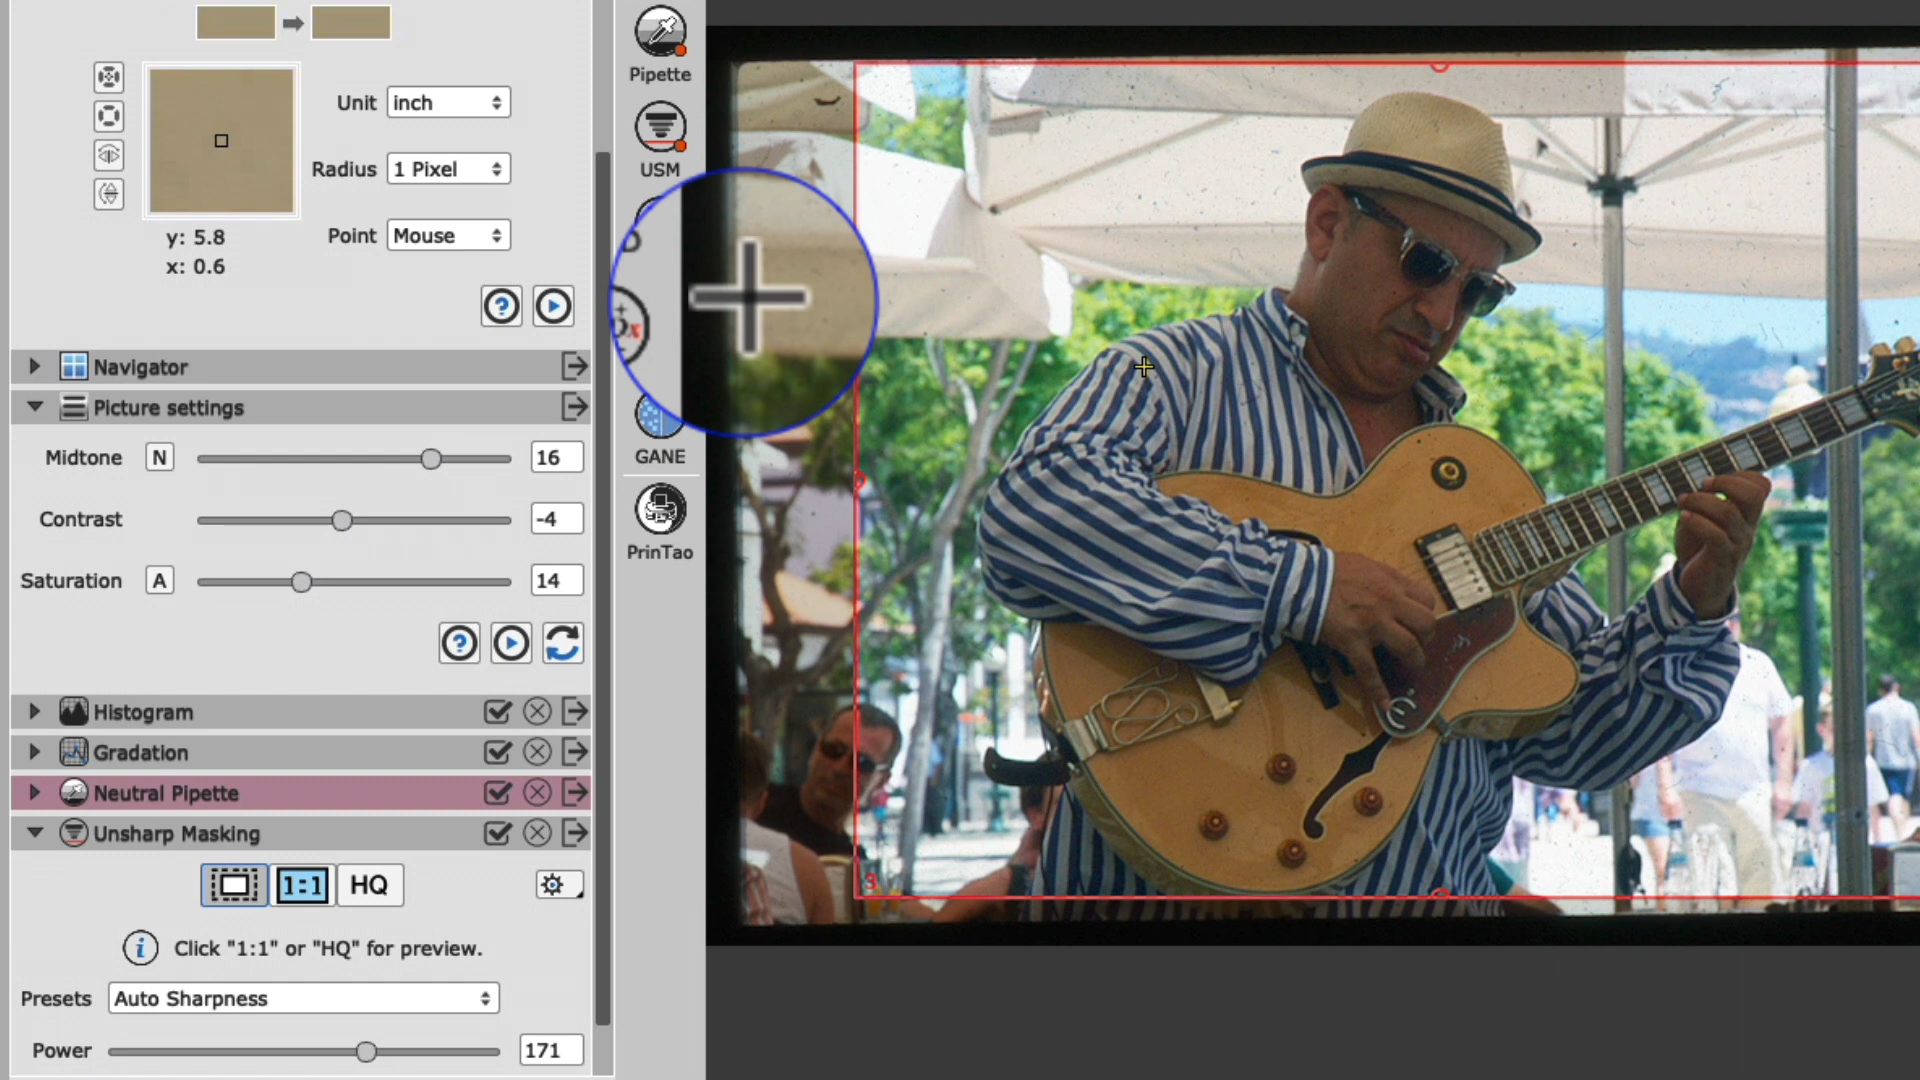 Pipette
Unit inch
USM
Radius 1 Pixel
y: 5.8
x: 0.6
Point Mouse
?
Navigator
Picture settings
Midtone N 16
GANE
Contrast -4
PrinTao
Saturation A 14
?
Histogram
Gradation
Neutral Pipette
Unsharp Masking
1:1 HQ
3
i Click "1:1" or "HQ" for preview.
Presets Auto Sharpness
Power 171